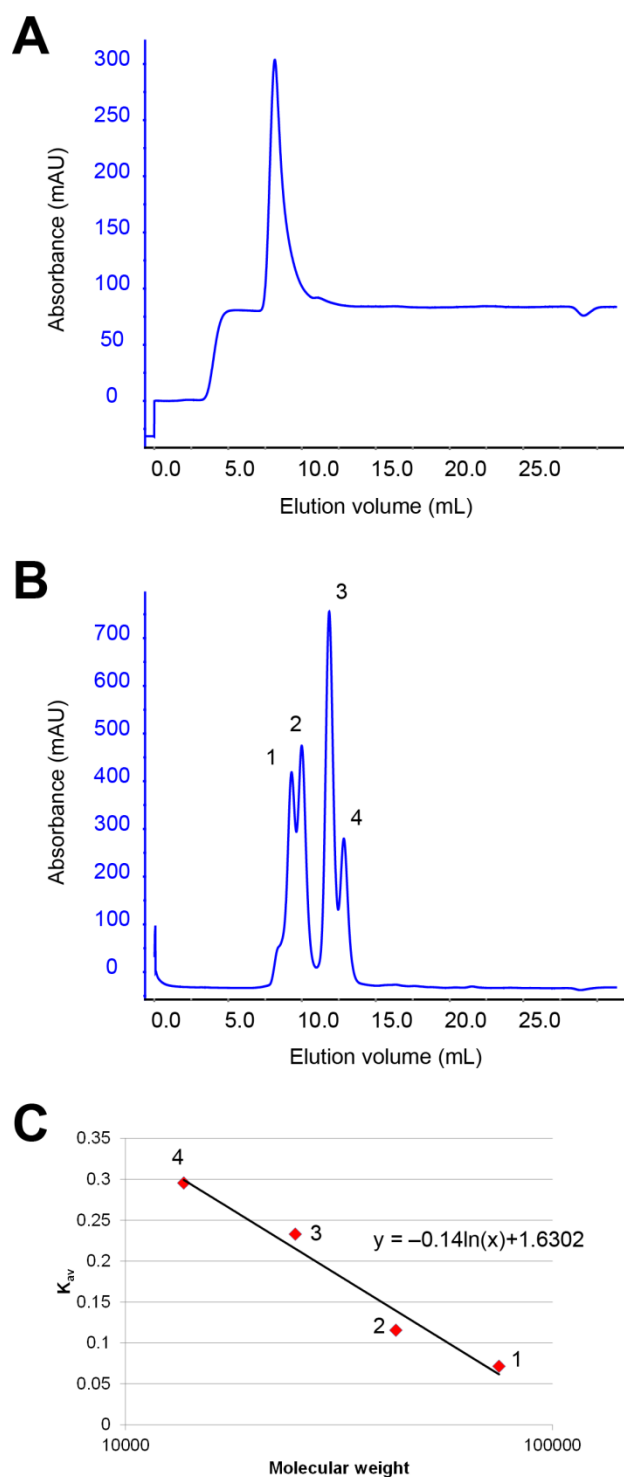 A
300
250
200
150
100
50
0
Absorbance (mAU)
0.0 5.0 10.0 15.0 20.0 25.0
Elution volume (mL)
B
3
700
600
2
500
1
400
4
300
200
100
0
Absorbance (mAU)
0.0 5.0 10.0 15.0 20.0 25.0
Elution volume (mL)
C
0.35
4
0.3
3
0.25
y = –0.14ln(x)+1.6302
0.2
Kav
0.15
2
0.1
1
0.05
0
10000 100000
Molecular weight